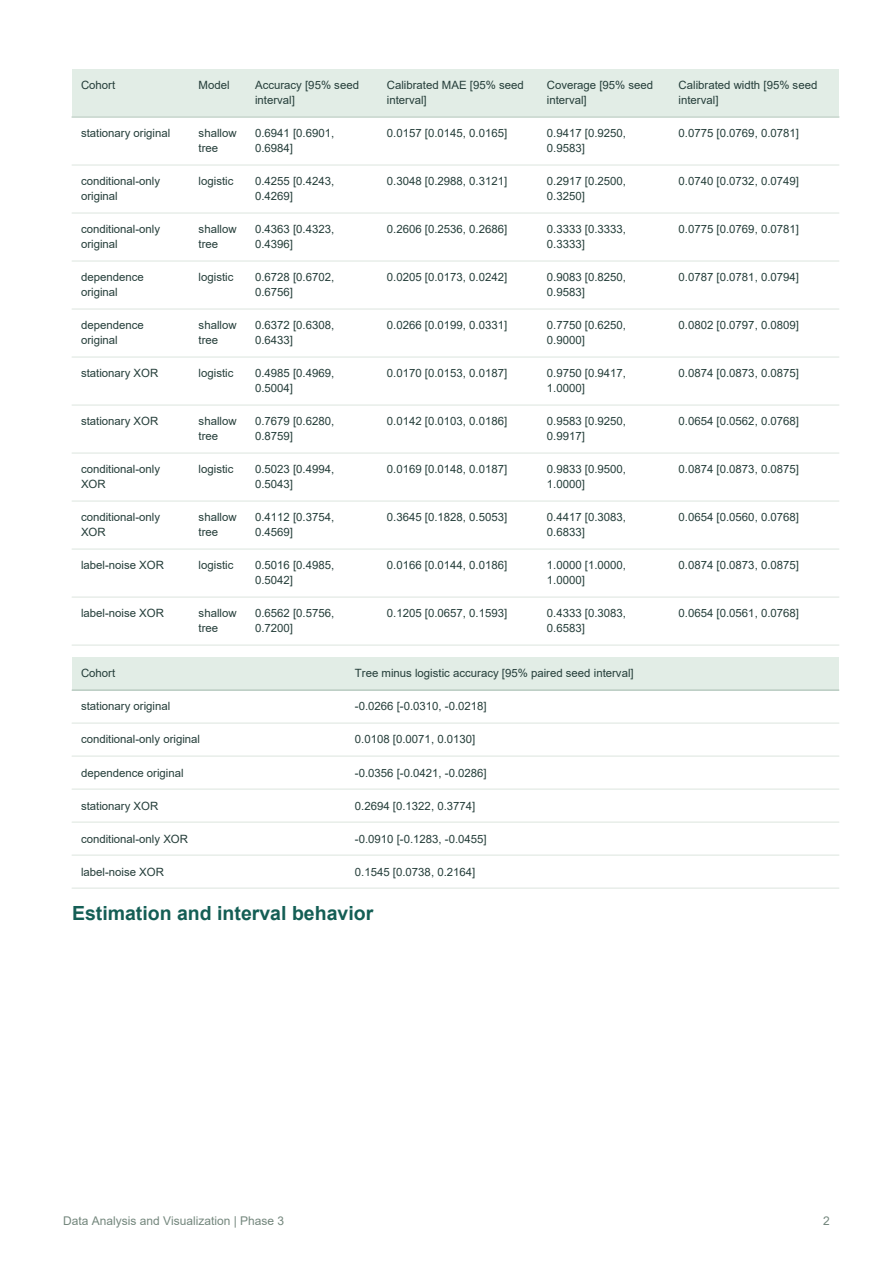 Cohort Model Accuracy [95% seed interval] Calibrated MAE [95% seed interval] Coverage [95% seed interval] Calibrated width [95% seed interval]
stationary original shallow tree 0.6941 [0.6901, 0.6984] 0.0157 [0.0145, 0.0165] 0.9417 [0.9250, 0.9583] 0.0775 [0.0769, 0.0781]
conditional-only original logistic 0.4255 [0.4243, 0.4269] 0.3048 [0.2988, 0.3121] 0.2917 [0.2500, 0.3250] 0.0740 [0.0732, 0.0749]
conditional-only original shallow tree 0.4363 [0.4323, 0.4396] 0.2606 [0.2536, 0.2686] 0.3333 [0.3333, 0.3333] 0.0775 [0.0769, 0.0781]
dependence original logistic 0.6728 [0.6702, 0.6756] 0.0205 [0.0173, 0.0242] 0.9083 [0.8250, 0.9583] 0.0787 [0.0781, 0.0794]
dependence original shallow tree 0.6372 [0.6308, 0.6433] 0.0266 [0.0199, 0.0331] 0.7750 [0.6250, 0.9000] 0.0802 [0.0797, 0.0809]
stationary XOR logistic 0.4985 [0.4969, 0.5004] 0.0170 [0.0153, 0.0187] 0.9750 [0.9417, 1.0000] 0.0874 [0.0873, 0.0875]
stationary XOR shallow tree 0.7679 [0.6280, 0.8759] 0.0142 [0.0103, 0.0186] 0.9583 [0.9250, 0.9917] 0.0654 [0.0562, 0.0768]
conditional-only XOR logistic 0.5023 [0.4994, 0.5043] 0.0169 [0.0148, 0.0187] 0.9833 [0.9500, 1.0000] 0.0874 [0.0873, 0.0875]
conditional-only XOR shallow tree 0.4112 [0.3754, 0.4569] 0.3645 [0.1828, 0.5053] 0.4417 [0.3083, 0.6833] 0.0654 [0.0560, 0.0768]
label-noise XOR logistic 0.5016 [0.4985, 0.5042] 0.0166 [0.0144, 0.0186] 1.0000 [1.0000, 1.0000] 0.0874 [0.0873, 0.0875]
label-noise XOR shallow tree 0.6562 [0.5756, 0.7200] 0.1205 [0.0657, 0.1593] 0.4333 [0.3083, 0.6583] 0.0654 [0.0561, 0.0768]
Cohort Tree minus logistic accuracy [95% paired seed interval]
stationary original -0.0266 [-0.0310, -0.0218]
conditional-only original 0.0108 [0.0071, 0.0130]
dependence original -0.0356 [-0.0421, -0.0286]
stationary XOR 0.2694 [0.1322, 0.3774]
conditional-only XOR -0.0910 [-0.1283, -0.0455]
label-noise XOR 0.1545 [0.0738, 0.2164]
Estimation and interval behavior
Data Analysis and Visualization | Phase 3 2